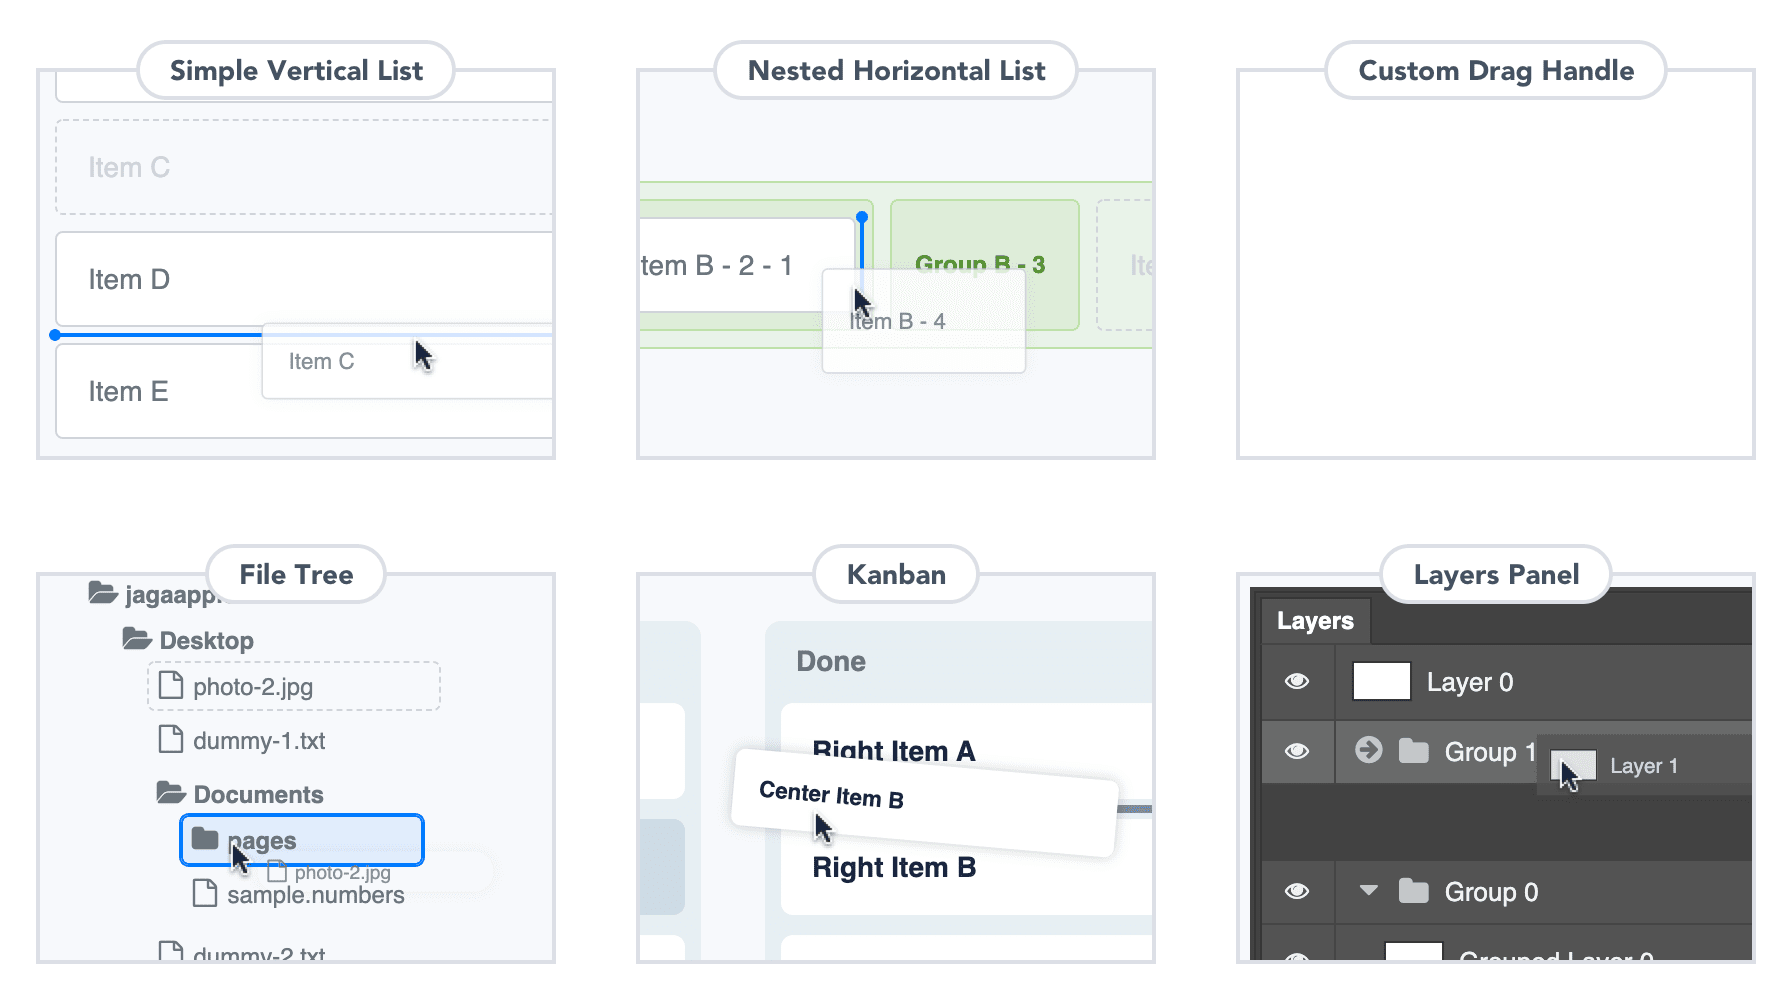 Simple Vertical List
Item C
Item D
Item C
Item E
Nested Horizontal List
tem B - 2 - 1
Group B - 3
Ite
Item B - 4
Custom Drag Handle
File Tree
jagaapp
Desktop
photo-2.jpg
dummy-1.txt
Documents
pages
photo-2.jpg
sample.numbers
dummy-2.txt
Kanban
Done
Right Item A
Center Item B
Right Item B
Layers Panel
Layers
Layer 0
Group 1
Layer 1
Group 0
Grouped Layer 0